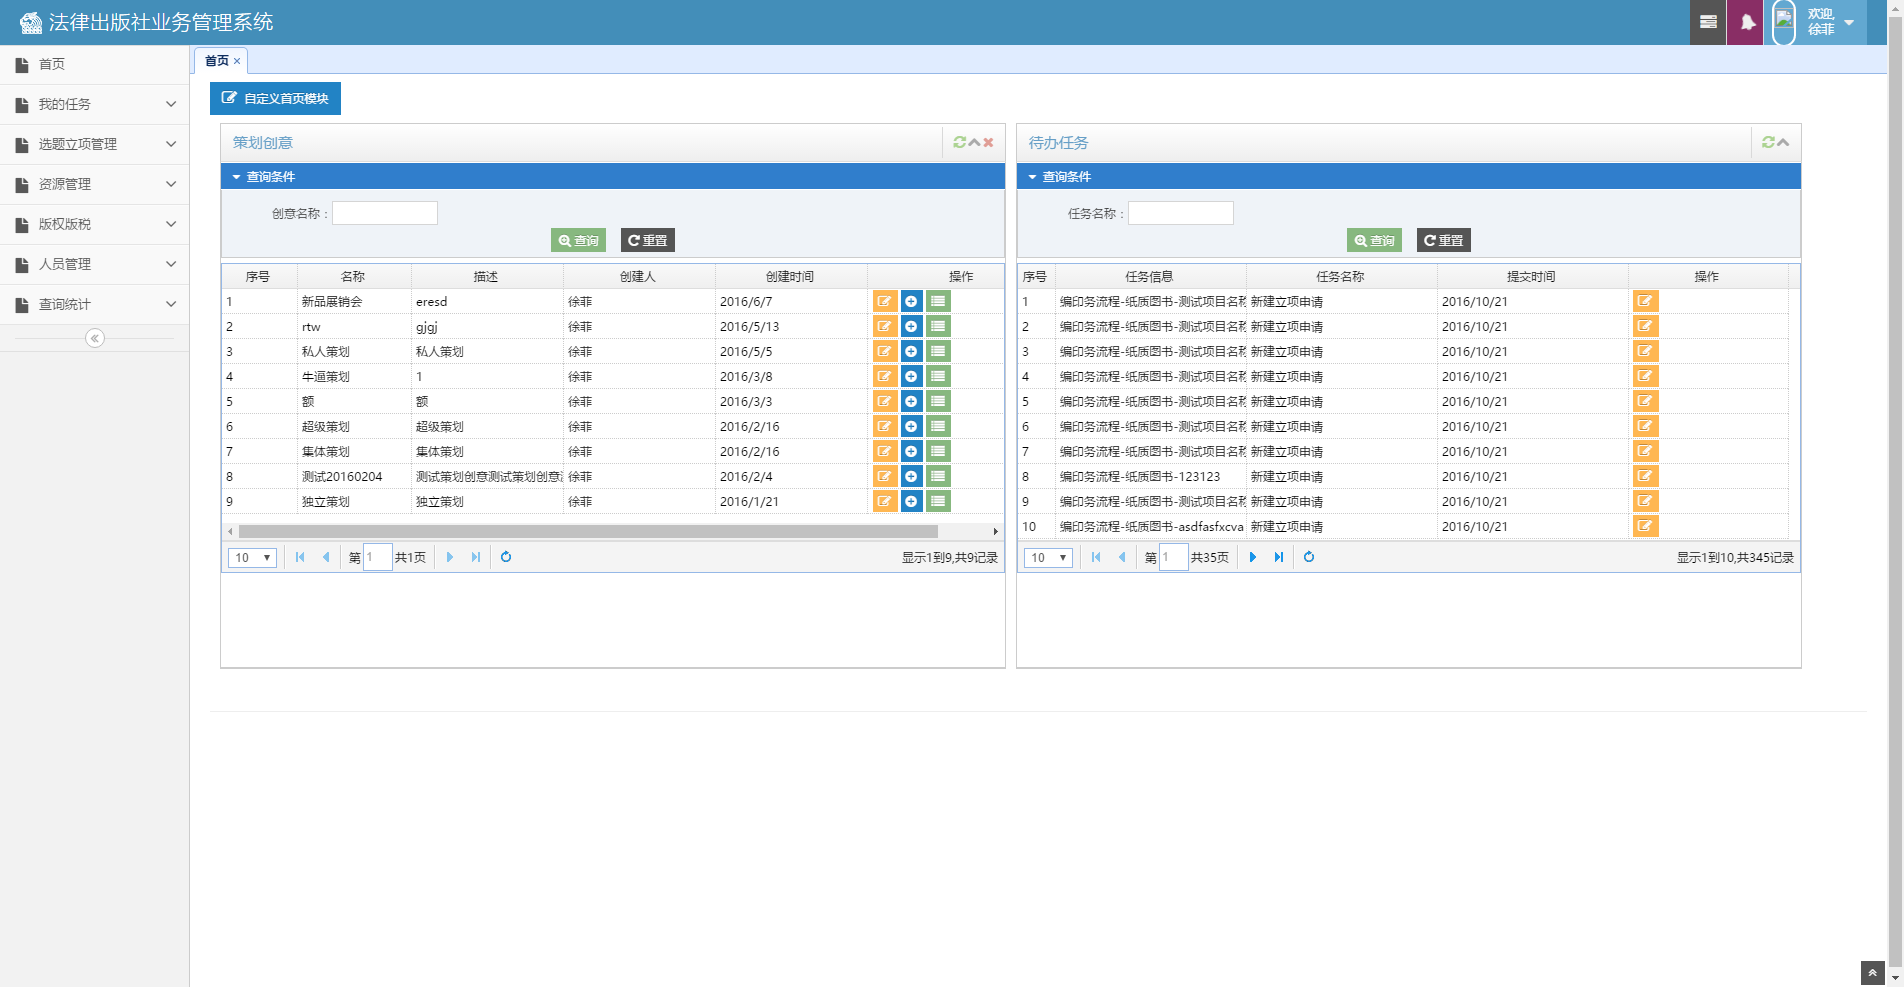 法律出版社业务管理系统
欢迎,
徐菲
首页
我的任务
选题立项管理
资源管理
版权版税
人员管理
查询统计
首页 ×
自定义首页模块
策划创意
查询条件
创意名称：
查询 重置
序号 名称 描述 创建人 创建时间 操作
1 新品展销会 eresd 徐菲 2016/6/7
2 rtw gjgj 徐菲 2016/5/13
3 私人策划 私人策划 徐菲 2016/5/5
4 牛逼策划 1 徐菲 2016/3/8
5 额 额 徐菲 2016/3/3
6 超级策划 超级策划 徐菲 2016/2/16
7 集体策划 集体策划 徐菲 2016/2/16
8 测试20160204 测试策划创意测试策划创意 徐菲 2016/2/4
9 独立策划 独立策划 徐菲 2016/1/21
10 第 1 共1页 显示1到9,共9记录
待办任务
查询条件
任务名称：
查询 重置
序号 任务信息 任务名称 提交时间 操作
1 编印务流程-纸质图书-测试项目名称 新建立项申请 2016/10/21
2 编印务流程-纸质图书-测试项目名称 新建立项申请 2016/10/21
3 编印务流程-纸质图书-测试项目名称 新建立项申请 2016/10/21
4 编印务流程-纸质图书-测试项目名称 新建立项申请 2016/10/21
5 编印务流程-纸质图书-测试项目名称 新建立项申请 2016/10/21
6 编印务流程-纸质图书-测试项目名称 新建立项申请 2016/10/21
7 编印务流程-纸质图书-测试项目名称 新建立项申请 2016/10/21
8 编印务流程-纸质图书-123123 新建立项申请 2016/10/21
9 编印务流程-纸质图书-测试项目名称 新建立项申请 2016/10/21
10 编印务流程-纸质图书-asdfasfxcva 新建立项申请 2016/10/21
10 第 1 共35页 显示1到10,共345记录